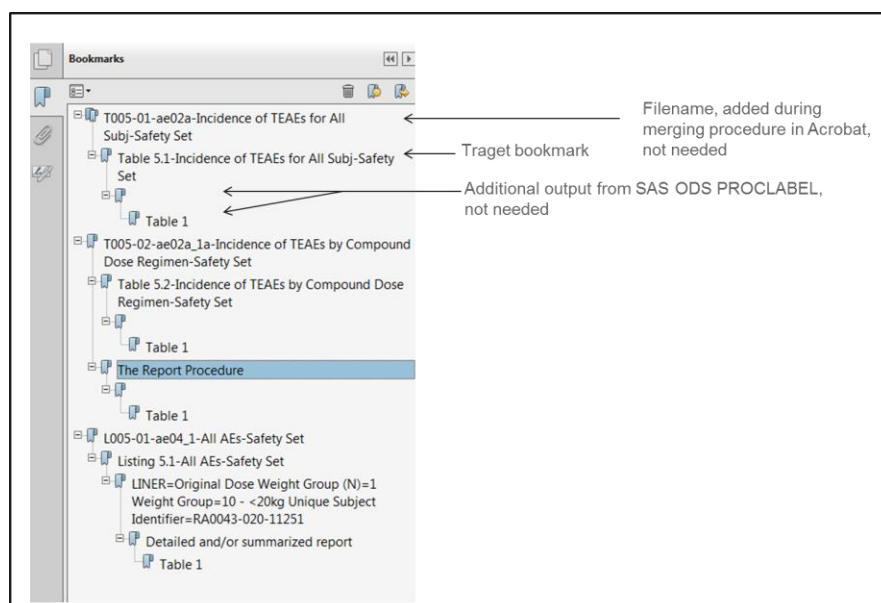 Bookmarks
T005-01-ae02a-Incidence of TEAEs for All
Subj-Safety Set
Table 5.1-Incidence of TEAEs for All Subj-Safety
Set
Table 1
T005-02-ae02a_1a-Incidence of TEAEs by Compound
Dose Regimen-Safety Set
Table 5.2-Incidence of TEAEs by Compound Dose
Regimen-Safety Set
Table 1
The Report Procedure
Table 1
L005-01-ae04_1-All AEs-Safety Set
Listing 5.1-All AEs-Safety Set
LINER=Original Dose Weight Group (N)=1
Weight Group=10 - <20kg Unique Subject
Identifier=RA0043-020-11251
Detailed and/or summarized report
Table 1
Filename, added during
merging procedure in Acrobat,
not needed
Traget bookmark
Additional output from SAS ODS PROCLABEL,
not needed